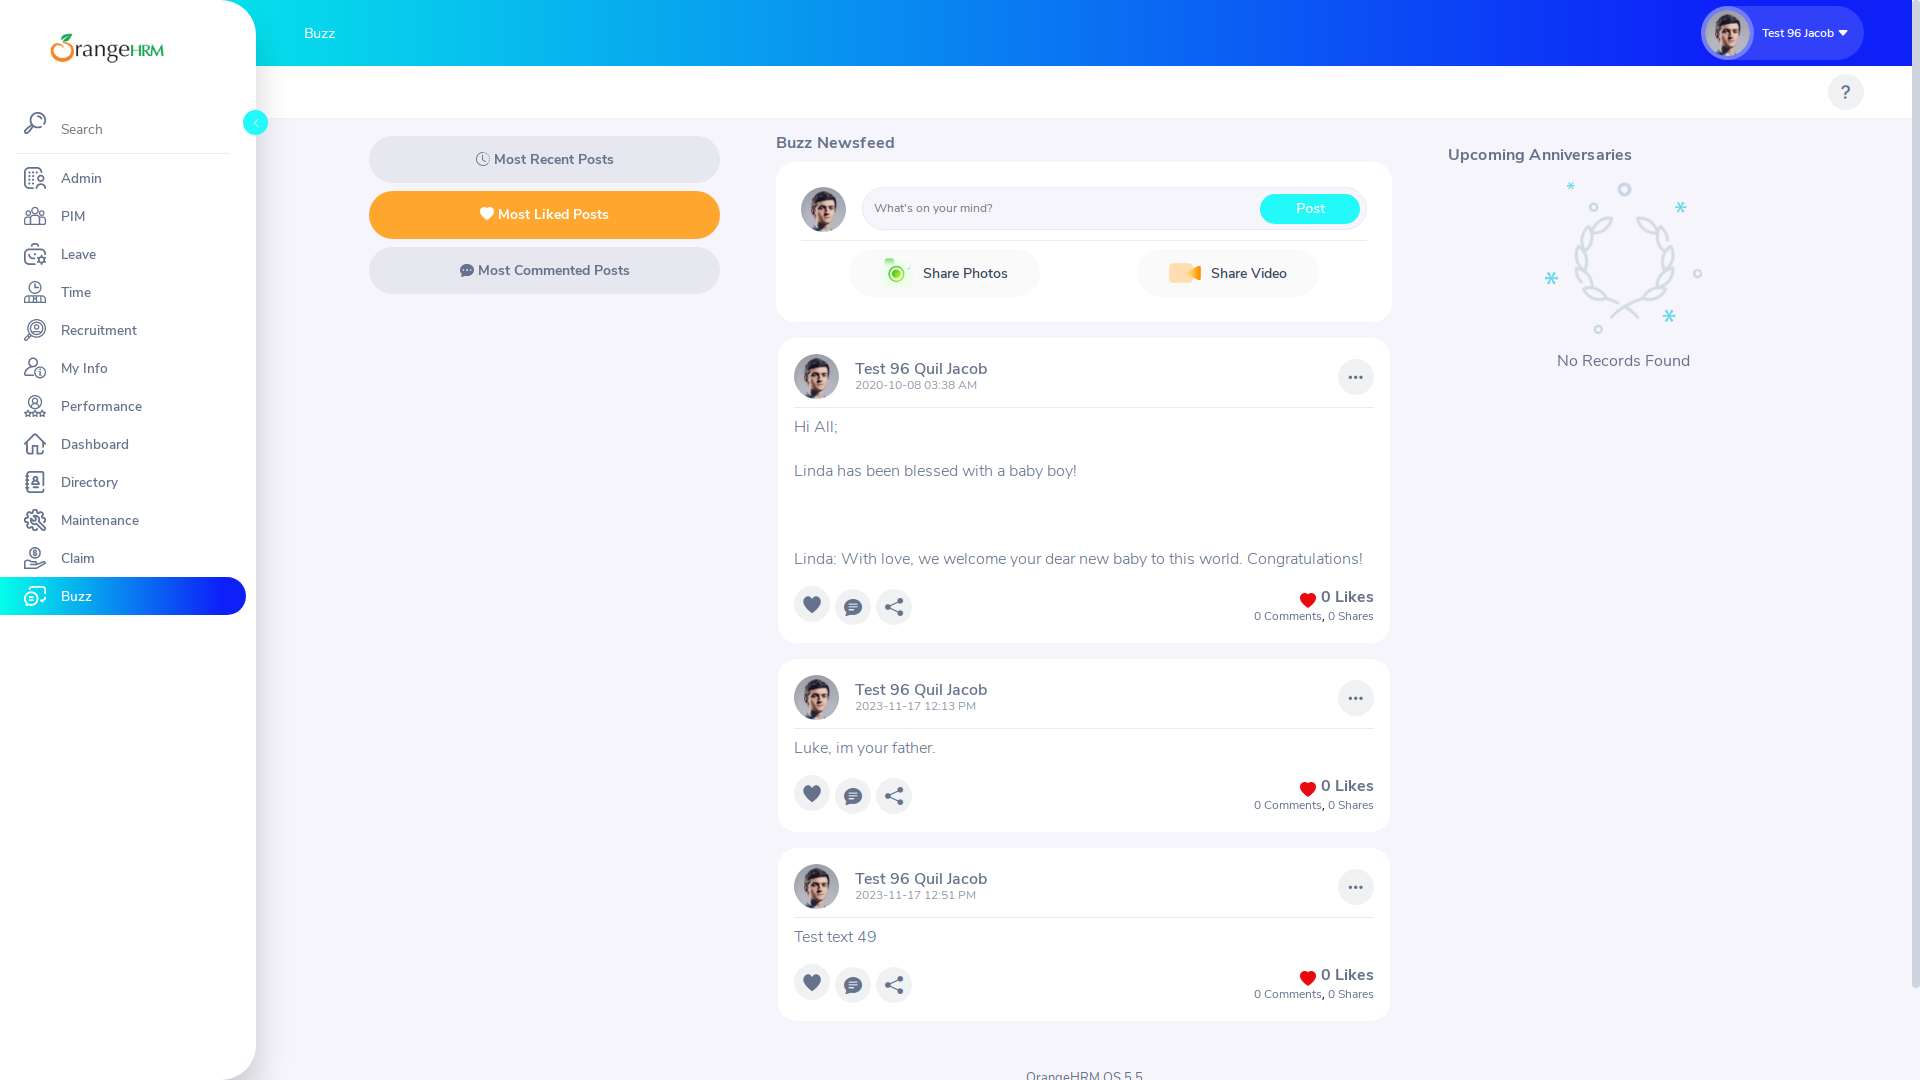 OrangeHRM
Search
Admin
PIM
Leave
Time
Recruitment
My Info
Performance
Dashboard
Directory
Maintenance
Claim
Buzz
Buzz
Test 96 Jacob
?
Most Recent Posts
Most Liked Posts
Most Commented Posts
Buzz Newsfeed
What's on your mind?
Post
Share Photos
Share Video
Test 96 Quil Jacob
2020-10-08 03:38 AM
Hi All;
Linda has been blessed with a baby boy!
Linda: With love, we welcome your dear new baby to this world. Congratulations!
0 Likes
0 Comments, 0 Shares
Test 96 Quil Jacob
2023-11-17 12:13 PM
Luke, im your father.
0 Likes
0 Comments, 0 Shares
Test 96 Quil Jacob
2023-11-17 12:51 PM
Test text 49
0 Likes
0 Comments, 0 Shares
OrangeHRM OS 5.5
Upcoming Anniversaries
No Records Found